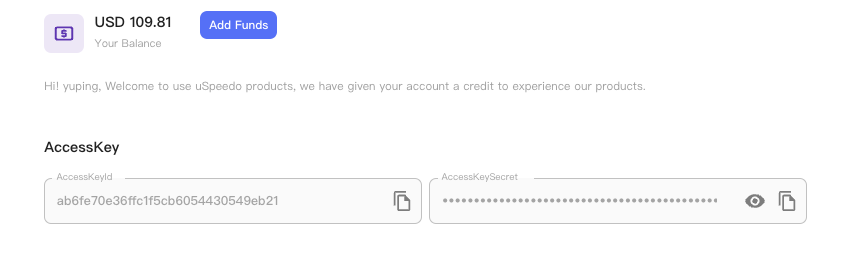 USD 109.81
Add Funds
Your Balance
Hi! yuping, Welcome to use uSpeedo products, we have given your account a credit to experience our products.
AccessKey
AccessKeyId
ab6fe70e36ffc1f5cb6054430549eb21
AccessKeySecret